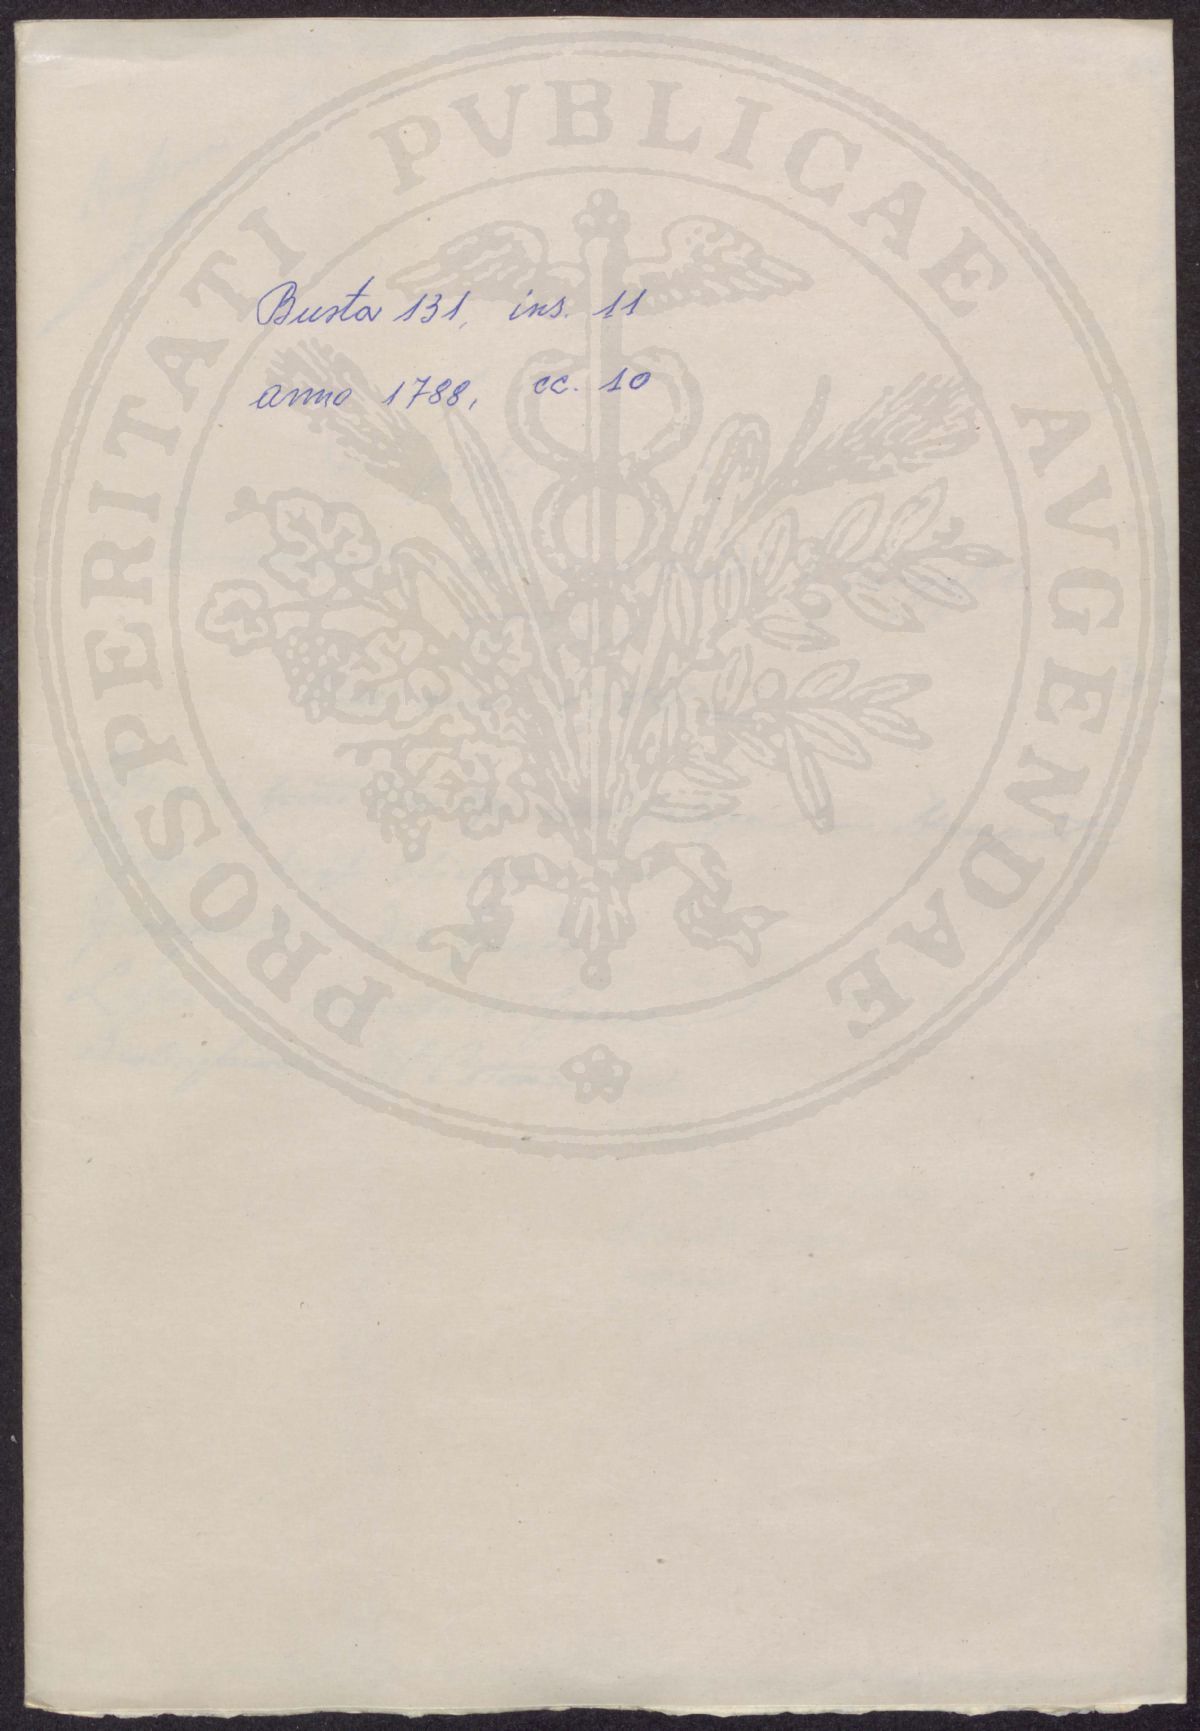 PROSPERITATI PVBLICAE AVGENDAE
Busta 131, ins. 11
anno 1788, cc. 10